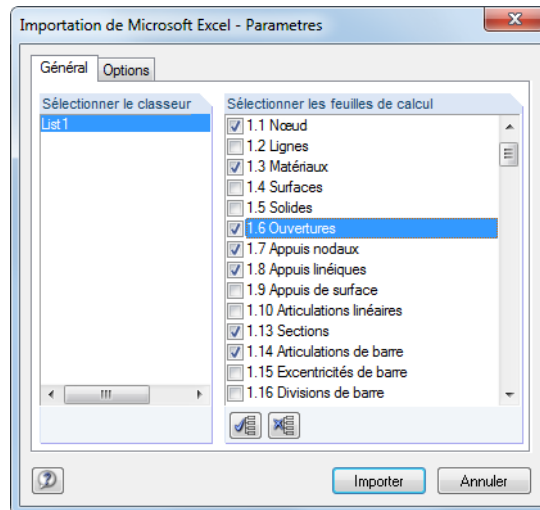 Importation de Microsoft Excel - Parametres
Général
Options
Sélectionner le classeur
List1
Sélectionner les feuilles de calcul
1.1 Nœud
1.2 Lignes
1.3 Matériaux
1.4 Surfaces
1.5 Solides
1.6 Ouvertures
1.7 Appuis nodaux
1.8 Appuis linéiques
1.9 Appuis de surface
1.10 Articulations linéaires
1.13 Sections
1.14 Articulations de barre
1.15 Excentricités de barre
1.16 Divisions de barre
Importer
Annuler